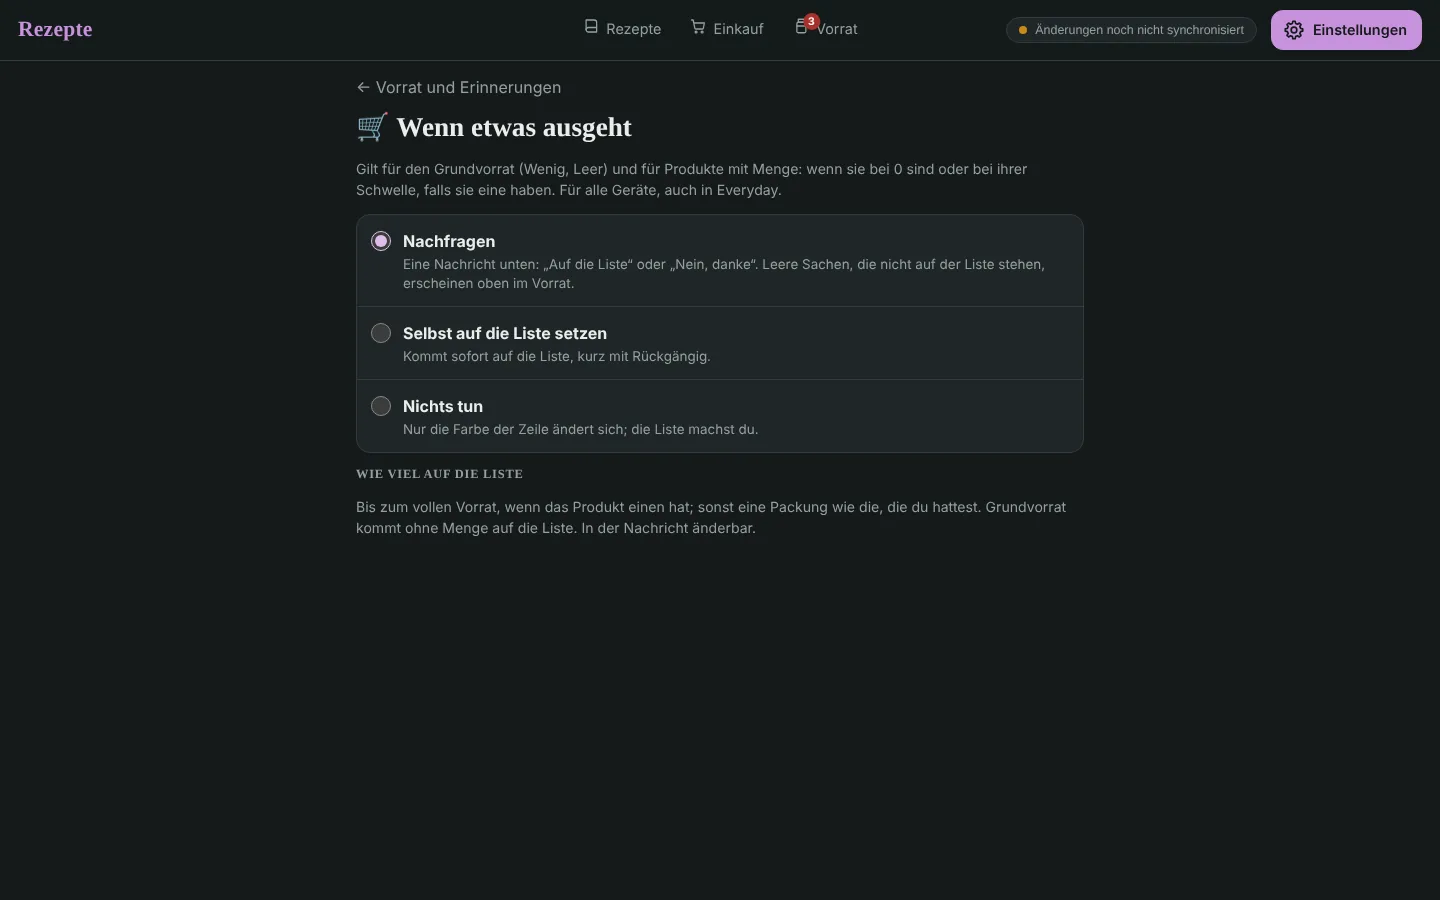 Rezepte
Rezepte
Einkauf
3
Vorrat
Änderungen noch nicht synchronisiert
Einstellungen
← Vorrat und Erinnerungen
🛒 Wenn etwas ausgeht
Gilt für den Grundvorrat (Wenig, Leer) und für Produkte mit Menge: wenn sie bei 0 sind oder bei ihrer
Schwelle, falls sie eine haben. Für alle Geräte, auch in Everyday.
Nachfragen
Eine Nachricht unten: „Auf die Liste“ oder „Nein, danke“. Leere Sachen, die nicht auf der Liste stehen,
erscheinen oben im Vorrat.
Selbst auf die Liste setzen
Kommt sofort auf die Liste, kurz mit Rückgängig.
Nichts tun
Nur die Farbe der Zeile ändert sich; die Liste machst du.
WIE VIEL AUF DIE LISTE
Bis zum vollen Vorrat, wenn das Produkt einen hat; sonst eine Packung wie die, die du hattest. Grundvorrat
kommt ohne Menge auf die Liste. In der Nachricht änderbar.